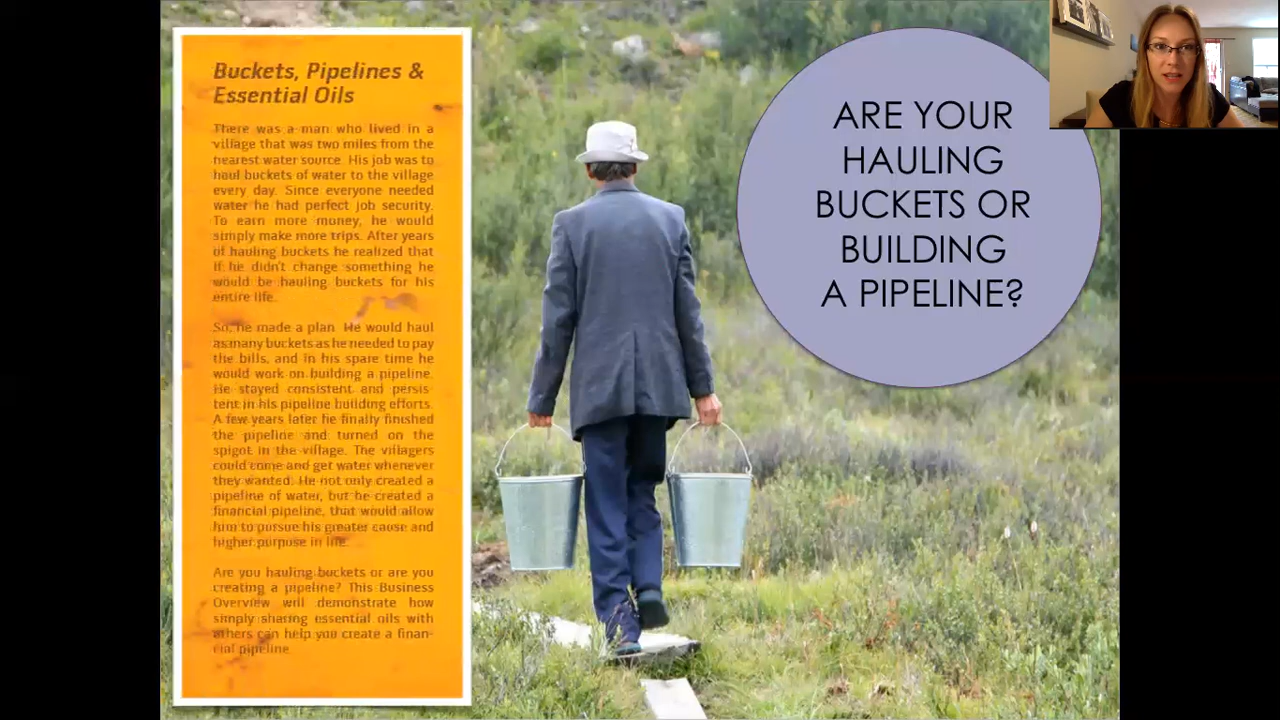 Buckets, Pipelines &
Essential Oils
There was a man who lived in a
village that was two miles from the
nearest water source. His job was to
haul buckets of water to the village
every day. Since everyone needed
water he had perfect job security.
To earn more money, he would
simply make more trips. After years
of hauling buckets he realized that
if he didn't change something he
would be hauling buckets for his
entire life.
So, he made a plan. He would haul
as many buckets as he needed to pay
the bills, and in his spare time he
would work on building a pipeline.
He stayed consistent and persis-
tent in his pipeline building efforts.
A few years later he finally finished
the pipeline and turned on the
spigot in the village. The villagers
could come and get water whenever
they wanted. He not only created a
pipeline of water, but he created a
financial pipeline, that would allow
him to pursue his greater cause and
higher purpose in life.
Are you hauling buckets or are you
creating a pipeline? This Business
Overview will demonstrate how
simply sharing essential oils with
others can help you create a finan-
cial pipeline
ARE YOUR
HAULING
BUCKETS OR
BUILDING
A PIPELINE?